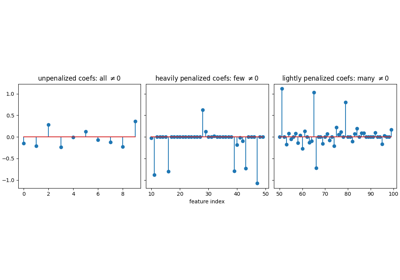 unpenalized coefs: all ≠0
heavily penalized coefs: few ≠0
lightly penalized coefs: many ≠0
1.0
0.5
0.0
−0.5
−1.0
0 2 4 6 8
10 20 30 40 50
50 60 70 80 90 100
feature index